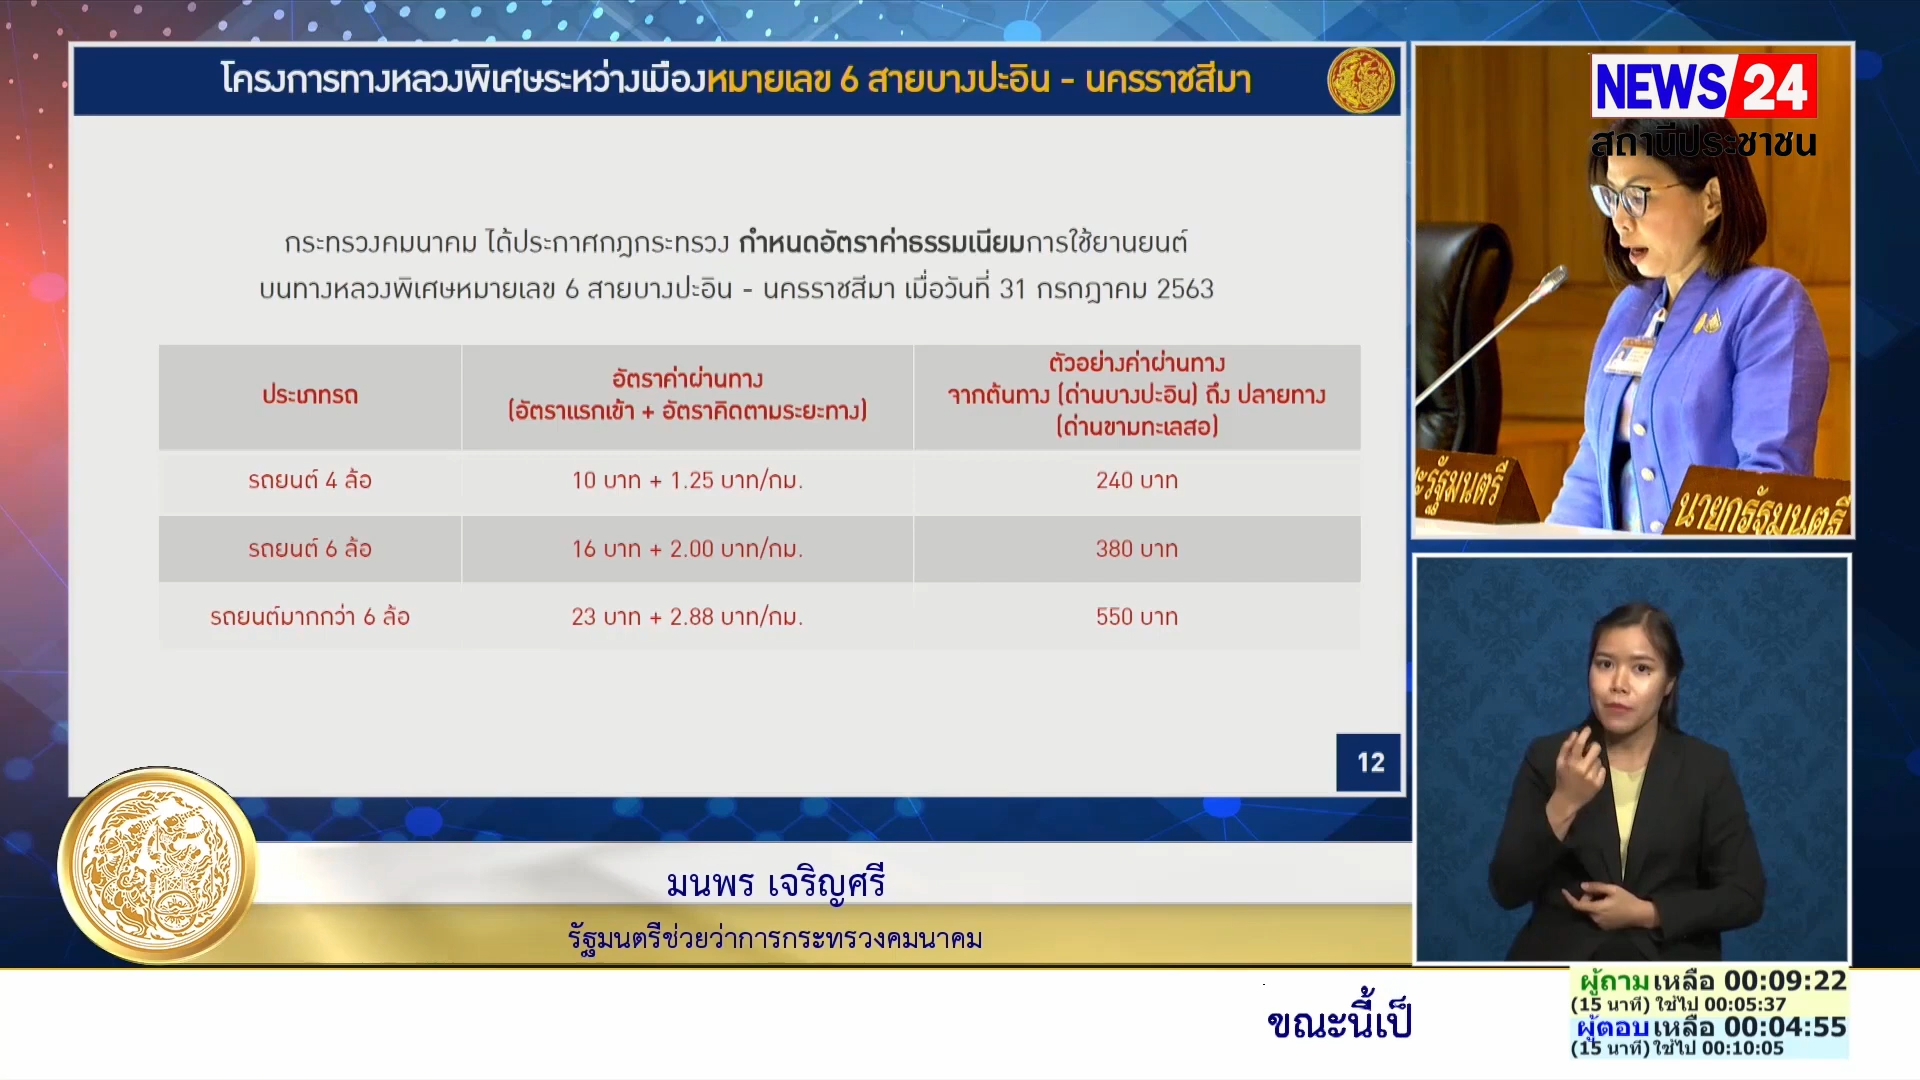 โครงการทางหลวงพิเศษระหว่างเมืองหมายเลข 6 สายบางปะอิน - นครราชสีมา
กระทรวงคมนาคม ได้ประกาศกฎกระทรวง กำหนดอัตราค่าธรรมเนียมการใช้ยานยนต์
บนทางหลวงพิเศษหมายเลข 6 สายบางปะอิน - นครราชสีมา เมื่อวันที่ 31 กรกฎาคม 2563
ประเภทรถ
อัตราค่าผ่านทาง
(อัตราแรกเข้า + อัตราคิดตามระยะทาง)
ตัวอย่างค่าผ่านทาง
จากต้นทาง (ด่านบางปะอิน) ถึง ปลายทาง
(ด่านขามทะเลสอ)
รถยนต์ 4 ล้อ
10 บาท + 1.25 บาท/กม.
240 บาท
รถยนต์ 6 ล้อ
16 บาท + 2.00 บาท/กม.
380 บาท
รถยนต์มากกว่า 6 ล้อ
23 บาท + 2.88 บาท/กม.
550 บาท
12
NEWS 24
สถานีประชาชน
ะรัฐมนตรี
นายกรัฐมนตรี
มนพร เจริญศรี
รัฐมนตรีช่วยว่าการกระทรวงคมนาคม
ขณะนี้เป็
ผู้ถามเหลือ 00:09:22
(15 นาที) ใช้ไป 00:05:37
ผู้ตอบเหลือ 00:04:55
(15 นาที) ใช้ไป 00:10:05